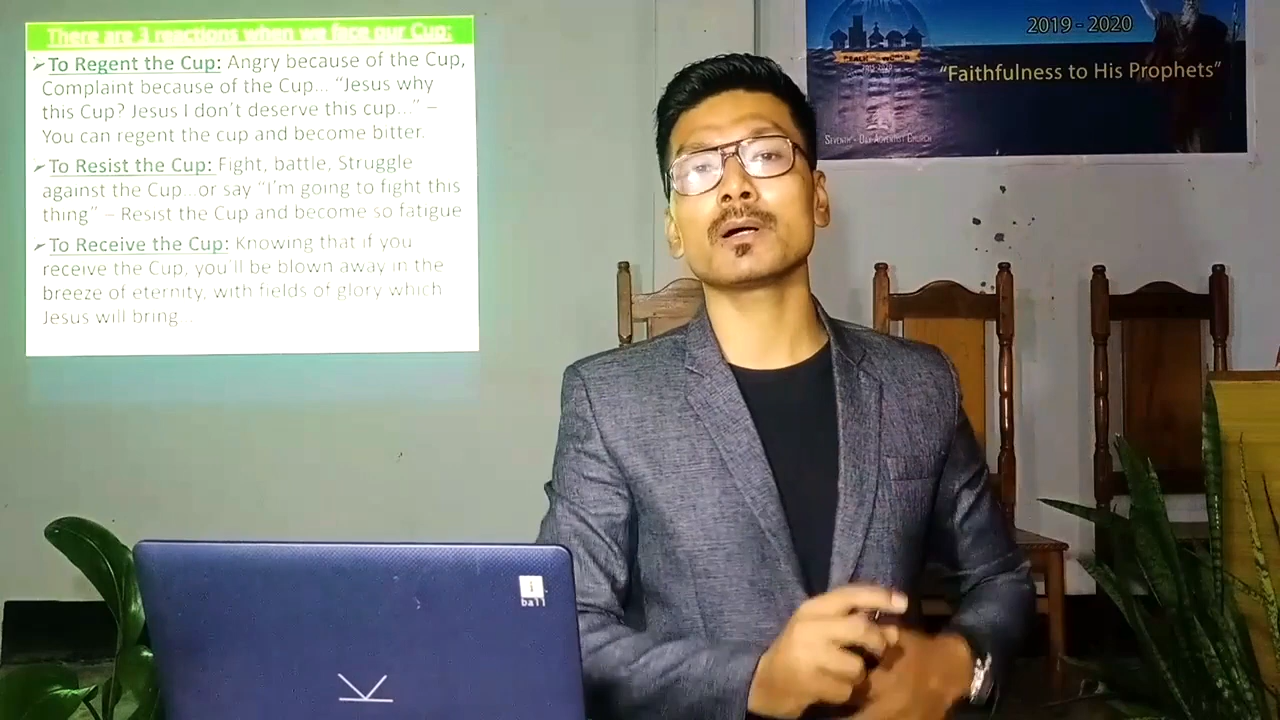 There are 3 reactions when we face our Cup:
To Regent the Cup: Angry because of the Cup,
Complaint because of the Cup... “Jesus why
this Cup? Jesus I don’t deserve this cup...” –
You can regent the cup and become bitter.
To Resist the Cup: Fight, battle, Struggle
against the Cup...or say “I’m going to fight this
thing” – Resist the Cup and become so fatigue
To Receive the Cup: Knowing that if you
receive the Cup, you’ll be blown away in the
breeze of eternity, with fields of glory which
Jesus will bring...
2019 - 2020
“Faithfulness to His Prophets”
Seventh - Day Adventist Church
i
ball